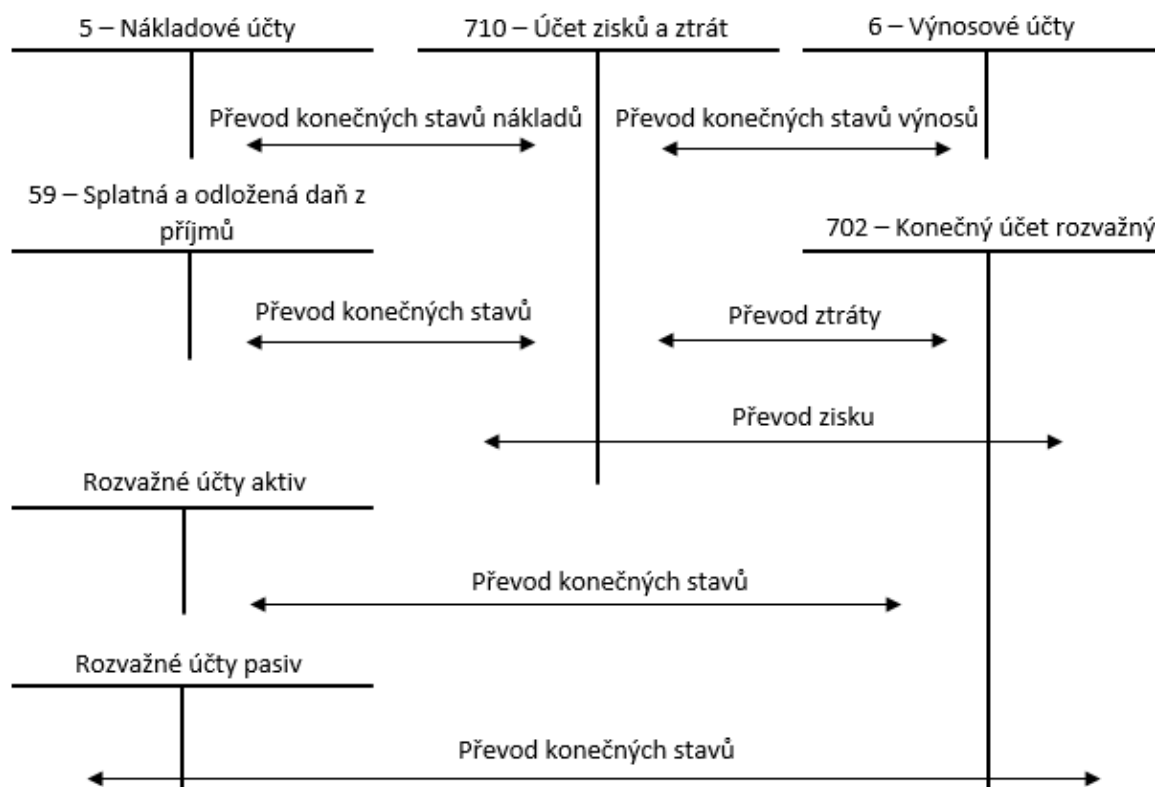 5 – Nákladové účty
710 – Účet zisků a ztrát
6 – Výnosové účty
Převod konečných stavů nákladů
Převod konečných stavů výnosů
59 – Splatná a odložená daň z
příjmů
702 – Konečný účet rozvažný
Převod konečných stavů
Převod ztráty
Převod zisku
Rozvažné účty aktiv
Převod konečných stavů
Rozvažné účty pasiv
Převod konečných stavů